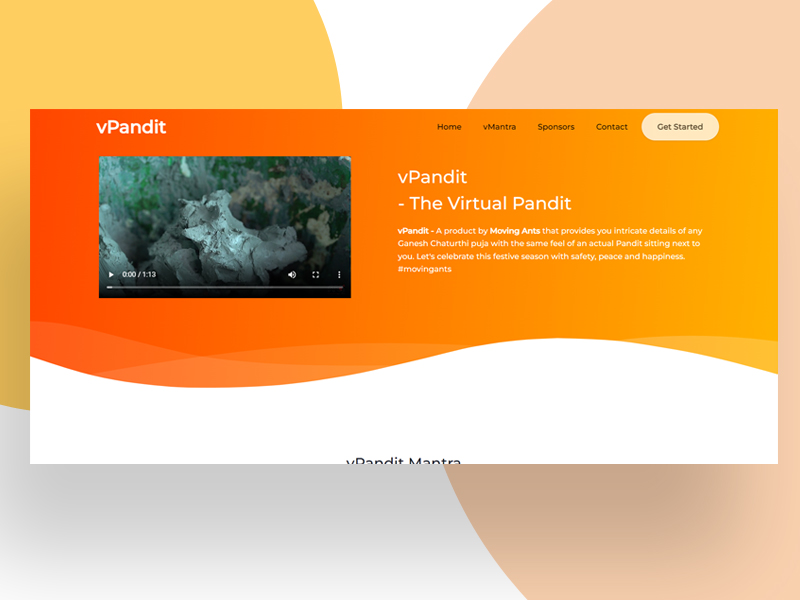 vPandit
Home vMantra Sponsors Contact Get Started
0:00 / 1:13
vPandit
- The Virtual Pandit
vPandit - A product by Moving Ants that provides you intricate details of any
Ganesh Chaturthi puja with the same feel of an actual Pandit sitting next to
you. Let's celebrate this festive season with safety, peace and happiness.
#movingants
vPandit Mantra